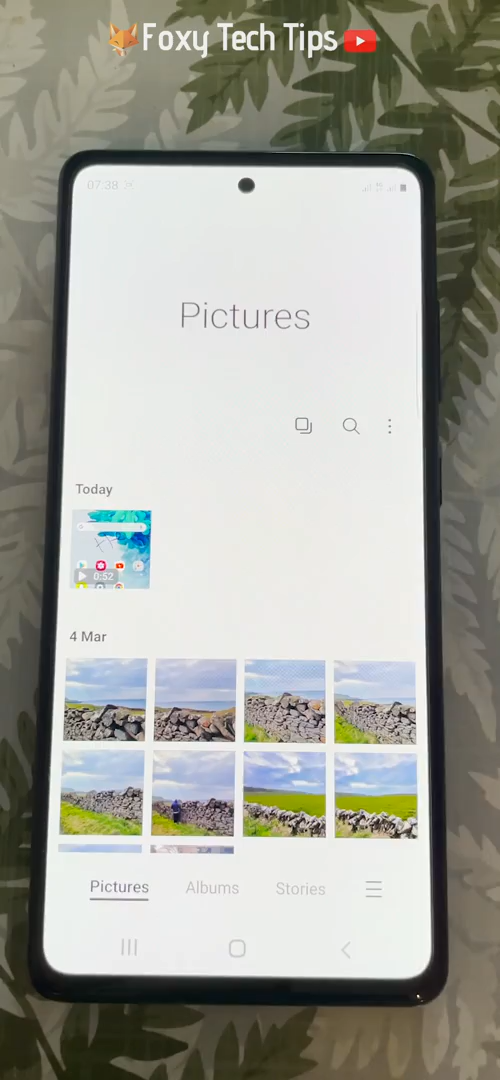 Foxy Tech Tips
07:38
Pictures
Today
0:52
4 Mar
Pictures Albums Stories